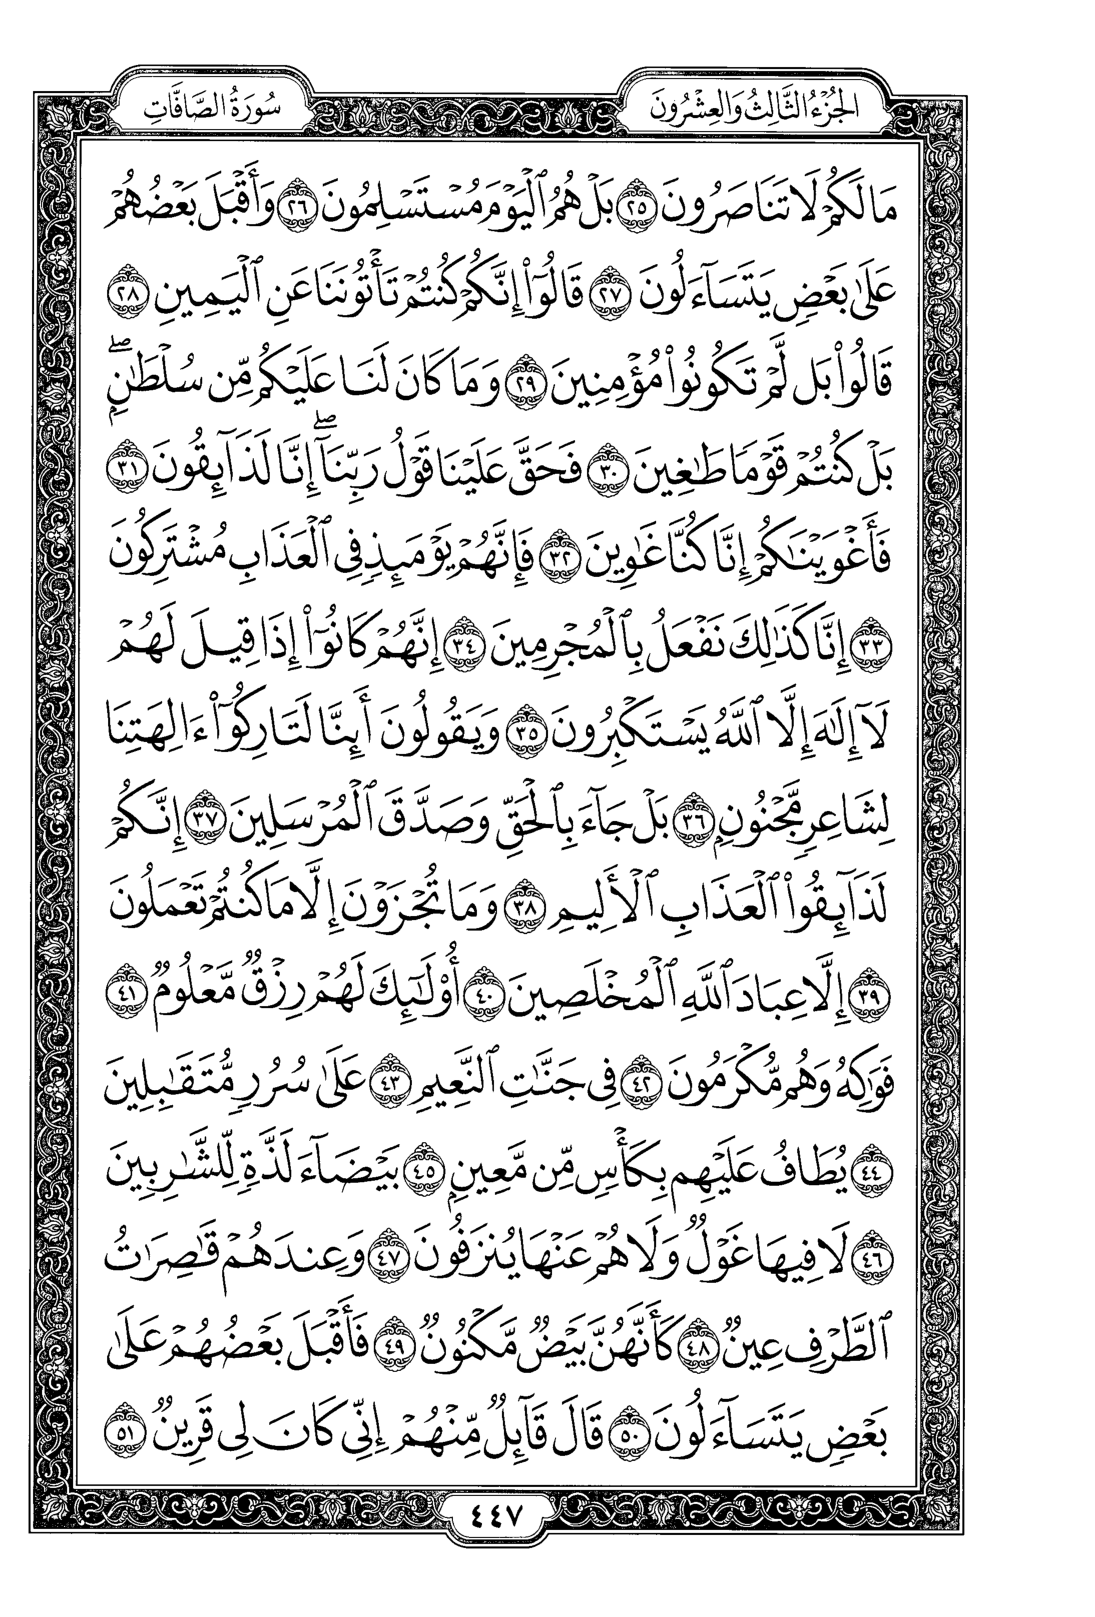 الجُزْءُ الثَّالِثُ وَالعِشْرُونَ
سُورَةُ الصَّافَّاتِ
مَا لَكُمْ لَا تَنَاصَرُونَ ٢٥ بَلْ هُمُ ٱلْيَوْمَ مُسْتَسْلِمُونَ ٢٦ وَأَقْبَلَ بَعْضُهُمْ
عَلَىٰ بَعْضٍ يَتَسَآءَلُونَ ٢٧ قَالُوٓا۟ إِنَّكُمْ كُنتُمْ تَأْتُونَنَا عَنِ ٱلْيَمِينِ ٢٨
قَالُوا۟ بَل لَّمْ تَكُونُوا۟ مُؤْمِنِينَ ٢٩ وَمَا كَانَ لَنَا عَلَيْكُم مِّن سُلْطَٰنٍۭ ۖ
بَلْ كُنتُمْ قَوْمًا طَٰغِينَ ٣٠ فَحَقَّ عَلَيْنَا قَوْلُ رَبِّنَآ ۖ إِنَّا لَذَآئِقُونَ ٣١
فَأَغْوَيْنَٰكُمْ إِنَّا كُنَّا غَٰوِينَ ٣٢ فَإِنَّهُمْ يَوْمَئِذٍ فِى ٱلْعَذَابِ مُشْتَرِكُونَ
٣٣ إِنَّا كَذَٰلِكَ نَفْعَلُ بِٱلْمُجْرِمِينَ ٣٤ إِنَّهُمْ كَانُوٓا۟ إِذَا قِيلَ لَهُمْ
لَآ إِلَٰهَ إِلَّا ٱللَّهُ يَسْتَكْبِرُونَ ٣٥ وَيَقُولُونَ أَئِنَّا لَتَارِكُوٓا۟ ءَالِهَتِنَا
لِشَاعِرٍ مَّجْنُونٍۭ ٣٦ بَلْ جَآءَ بِٱلْحَقِّ وَصَدَّقَ ٱلْمُرْسَلِينَ ٣٧ إِنَّكُمْ
لَذَآئِقُوا۟ ٱلْعَذَابِ ٱلْأَلِيمِ ٣٨ وَمَا تُجْزَوْنَ إِلَّا مَا كُنتُمْ تَعْمَلُونَ
٣٩ إِلَّا عِبَادَ ٱللَّهِ ٱلْمُخْلَصِينَ ٤٠ أُو۟لَٰٓئِكَ لَهُمْ رِزْقٌ مَّعْلُومٌ ٤١
فَوَٰكِهُ وَهُم مُّكْرَمُونَ ٤٢ فِى جَنَّٰتِ ٱلنَّعِيمِ ٤٣ عَلَىٰ سُرُرٍ مُّتَقَٰبِلِينَ
٤٤ يُطَافُ عَلَيْهِم بِكَأْسٍ مِّن مَّعِينٍۭ ٤٥ بَيْضَآءَ لَذَّةٍ لِّلشَّٰرِبِينَ
٤٦ لَا فِيهَا غَوْلٌ وَلَا هُمْ عَنْهَا يُنزَفُونَ ٤٧ وَعِندَهُمْ قَٰصِرَٰتُ
ٱلطَّرْفِ عِينٌ ٤٨ كَأَنَّهُنَّ بَيْضٌ مَّكْنُونٌ ٤٩ فَأَقْبَلَ بَعْضُهُمْ عَلَىٰ
بَعْضٍ يَتَسَآءَلُونَ ٥٠ قَالَ قَآئِلٌ مِّنْهُمْ إِنِّى كَانَ لِى قَرِينٌ ٥١
٤٤٧